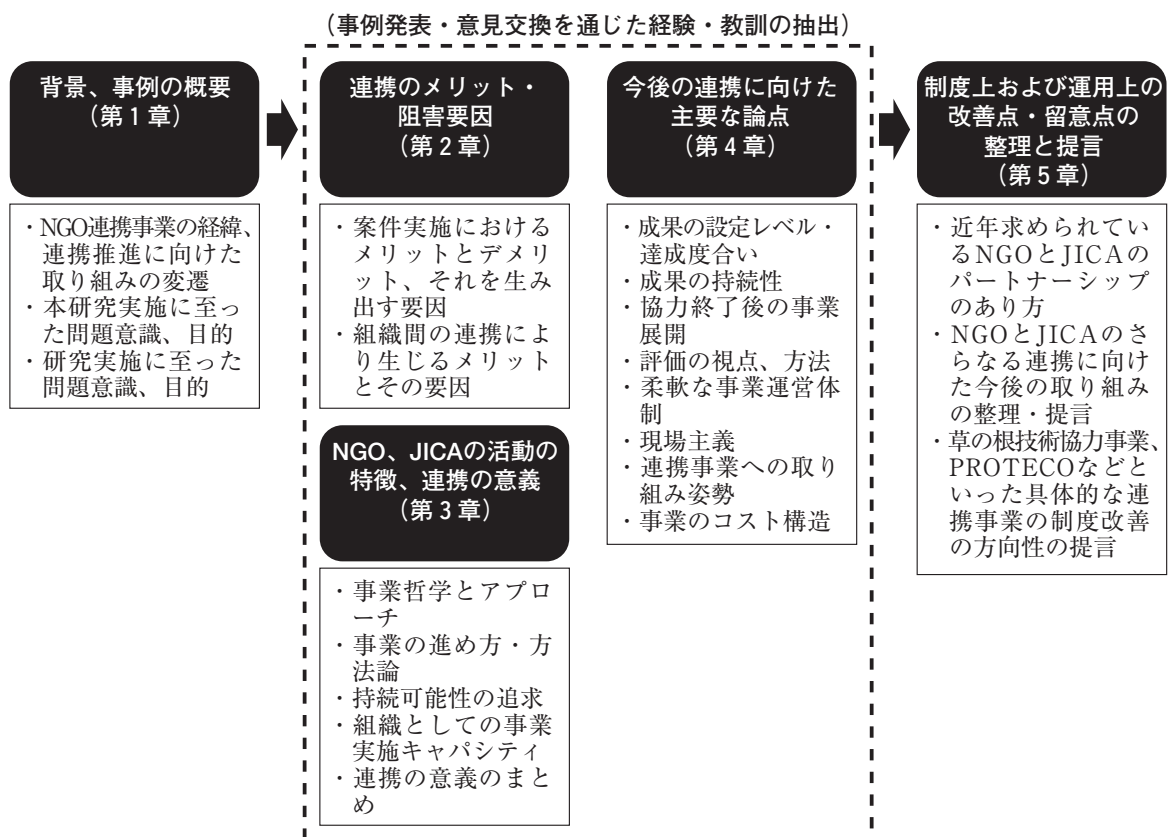 （事例発表・意見交換を通じた経験・教訓の抽出）
背景、事例の概要
（第１章）
・NGO連携事業の経緯、
連携推進に向けた
取り組みの変遷
・本研究実施に至っ
た問題意識、目的
・研究実施に至った
問題意識、目的
連携のメリット・
阻害要因
（第２章）
・案件実施における
メリットとデメリ
ット、それを生み
出す要因
・組織間の連携によ
り生じるメリット
とその要因
NGO、JICAの活動の
特徴、連携の意義
（第３章）
・事業哲学とアプロ
ーチ
・事業の進め方・方
法論
・持続可能性の追求
・組織としての事業
実施キャパシティ
・連携の意義のまと
め
今後の連携に向けた
主要な論点
（第４章）
・成果の設定レベル・
達成度合い
・成果の持続性
・協力終了後の事業
展開
・評価の視点、方法
・柔軟な事業運営体
制
・現場主義
・連携事業への取り
組み姿勢
・事業のコスト構造
制度上および運用上の
改善点・留意点の
整理と提言
（第５章）
・近年求められてい
るNGOとJICAの
パートナーシップ
のあり方
・NGOとJICAのさ
らなる連携に向け
た今後の取り組み
の整理・提言
・草の根技術協力事業、
PROTECOなどと
いった具体的な連
携事業の制度改善
の方向性の提言